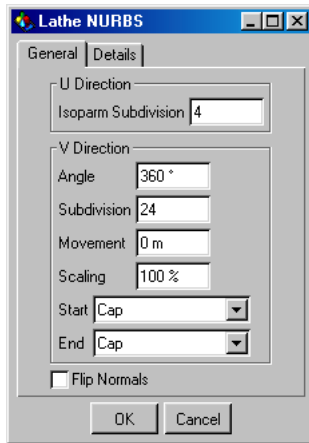 Lathe NURBS
General Details
U Direction
Isoparm Subdivision 4
V Direction
Angle 360 °
Subdivision 24
Movement 0 m
Scaling 100 %
Start Cap
End Cap
Flip Normals
OK Cancel